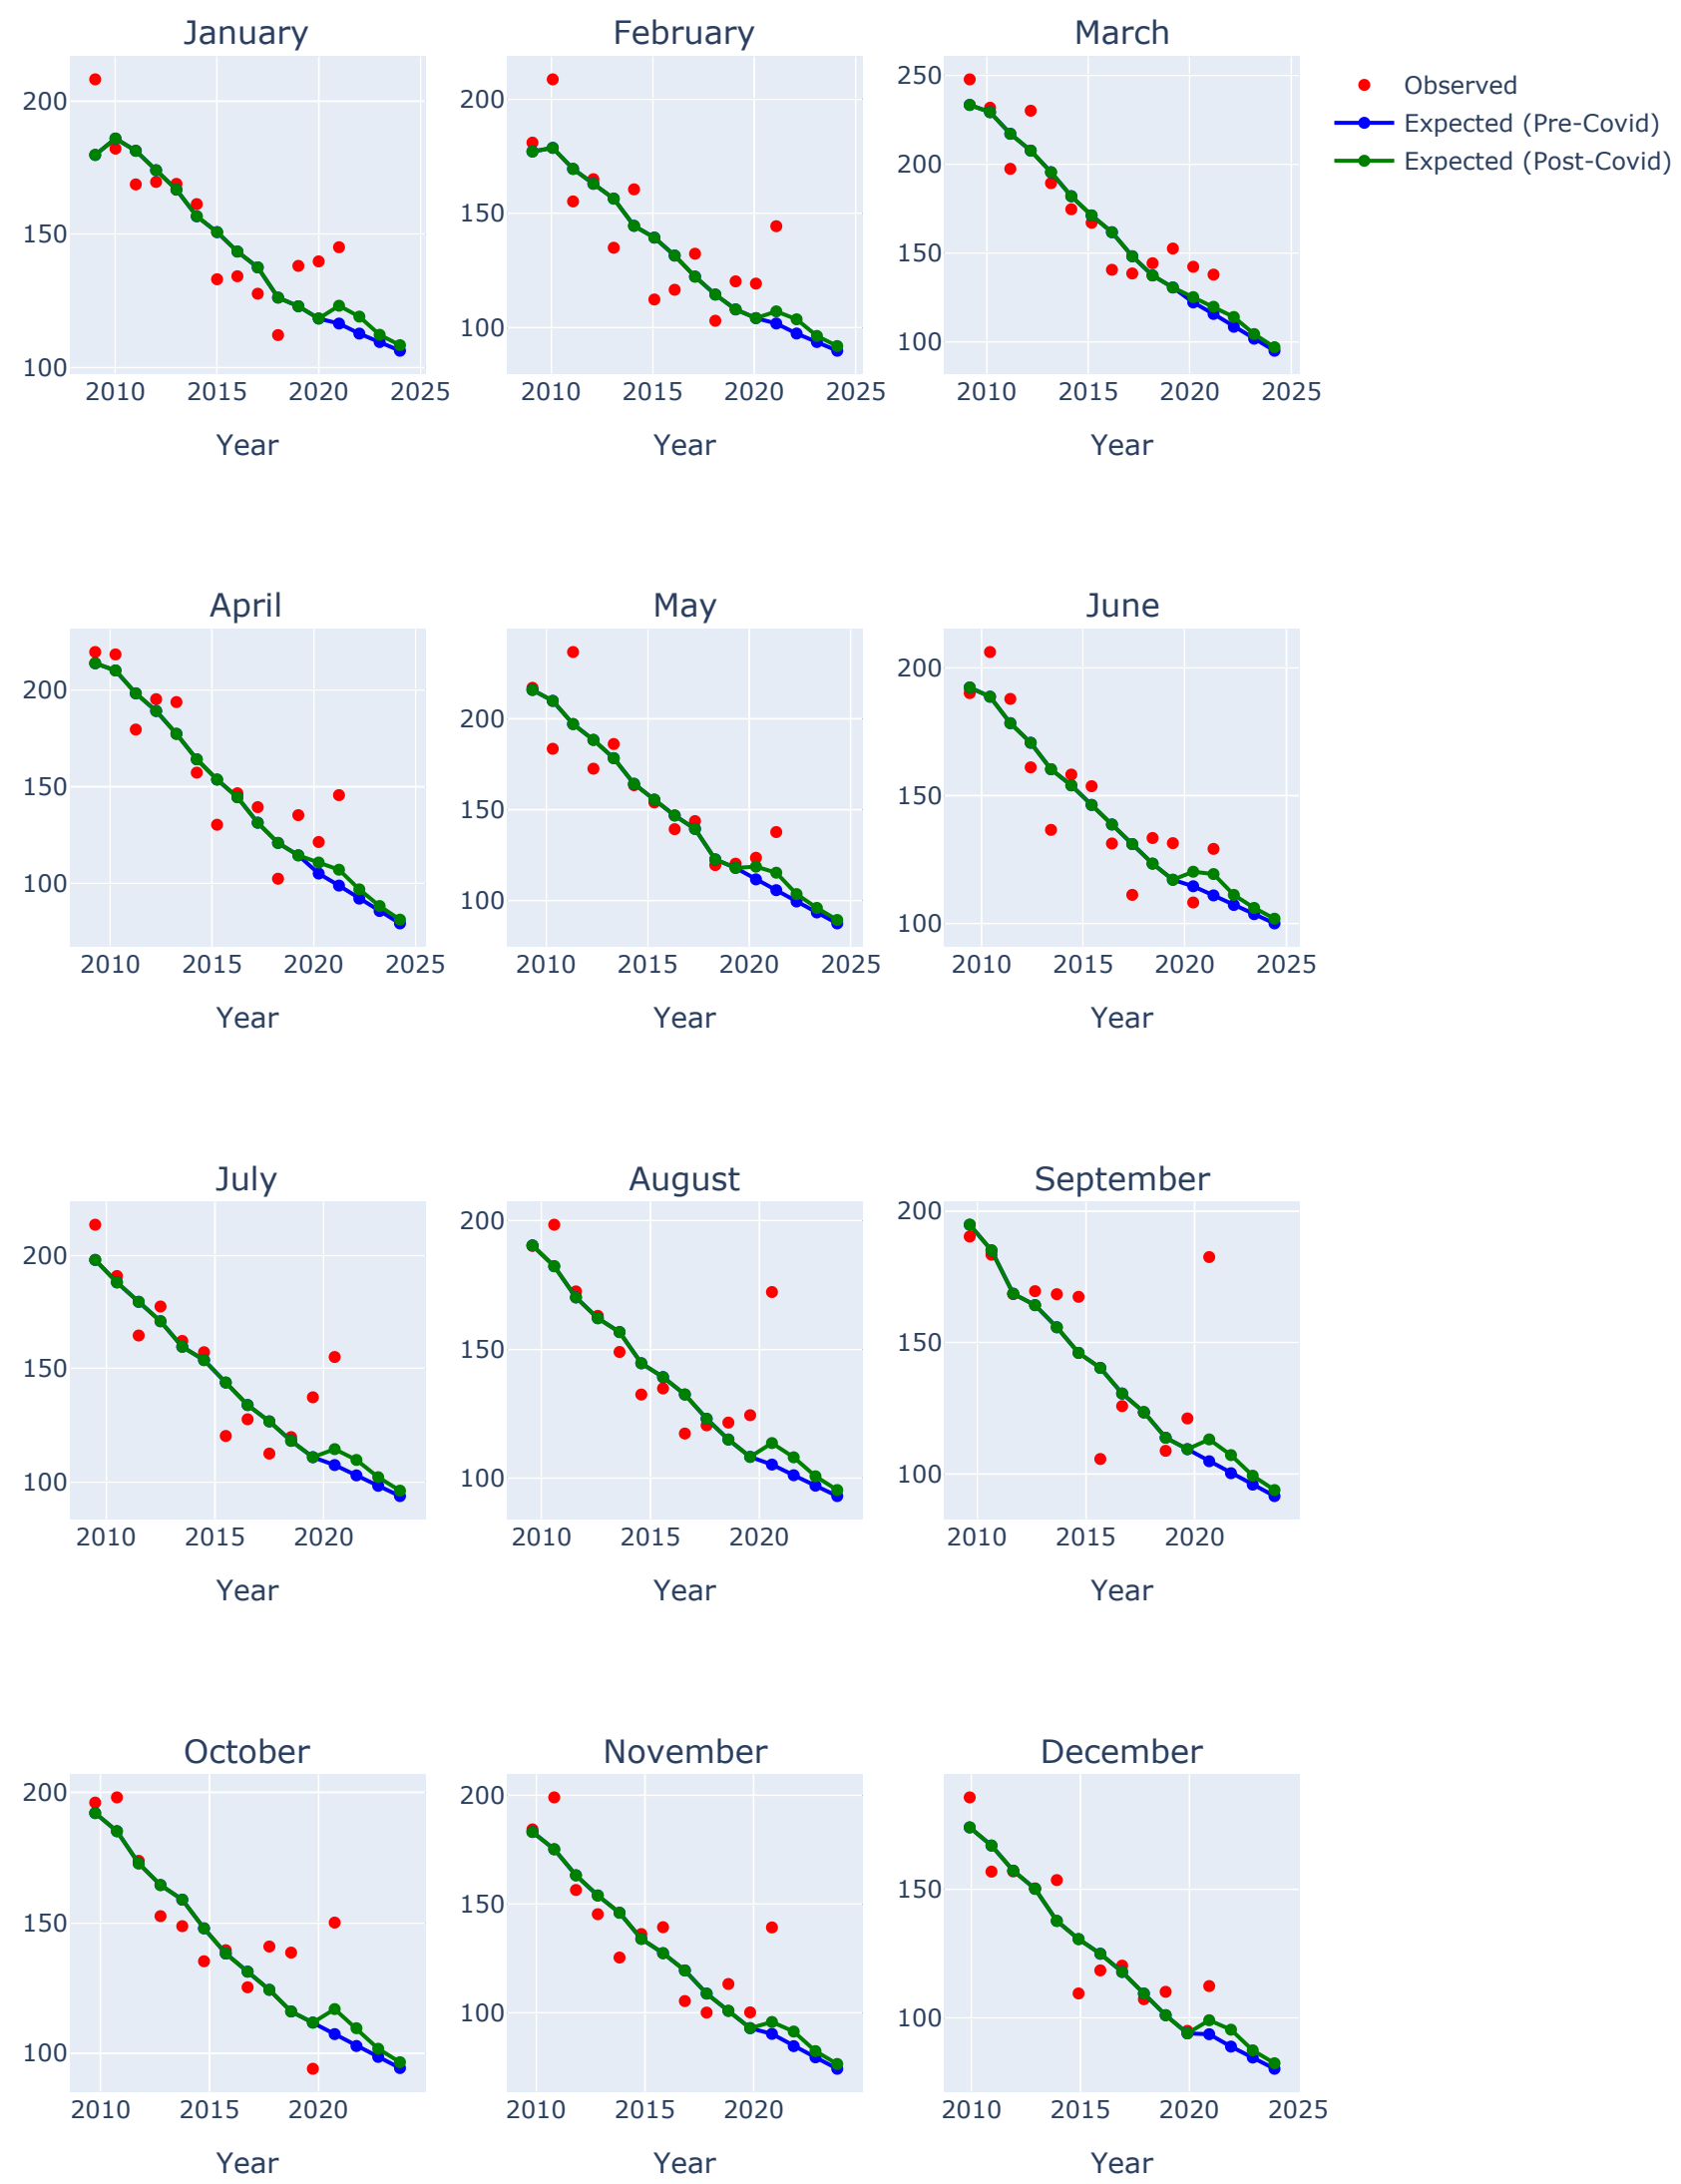 January February March
200
150
100
2010 2015 2020 2025
Year
200
150
100
2010 2015 2020 2025
Year
250
200
150
100
2010 2015 2020 2025
Year
Observed
Expected (Pre-Covid)
Expected (Post-Covid)
April May June
200
150
100
2010 2015 2020 2025
Year
200
150
100
2010 2015 2020 2025
Year
200
150
100
2010 2015 2020 2025
Year
July August September
200
150
100
2010 2015 2020
Year
200
150
100
2010 2015 2020
Year
200
150
100
2010 2015 2020
Year
October November December
200
150
100
2010 2015 2020
Year
200
150
100
2010 2015 2020
Year
150
100
2010 2015 2020 2025
Year